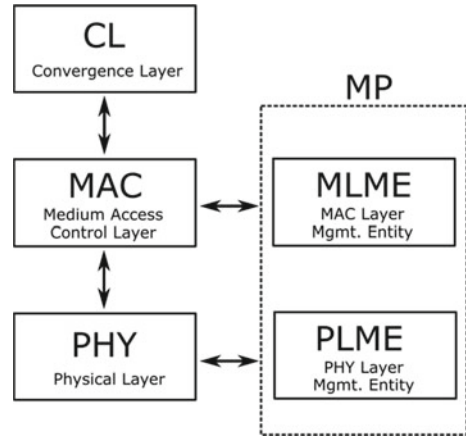 CL
Convergence Layer
MP
MAC
Medium Access
Control Layer
MLME
MAC Layer
Mgmt. Entity
PHY
Physical Layer
PLME
PHY Layer
Mgmt. Entity